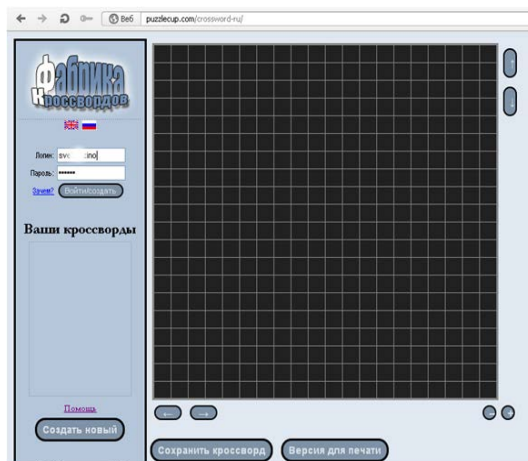 Веб
puzzlecup.com/crossword-ru/
Фабрика
Кроссвордов
Логин:
Пароль:
Зачем?
Войти/создать
Ваши кроссворды
Помощь
Создать новый
Сохранить кроссворд
Версия для печати